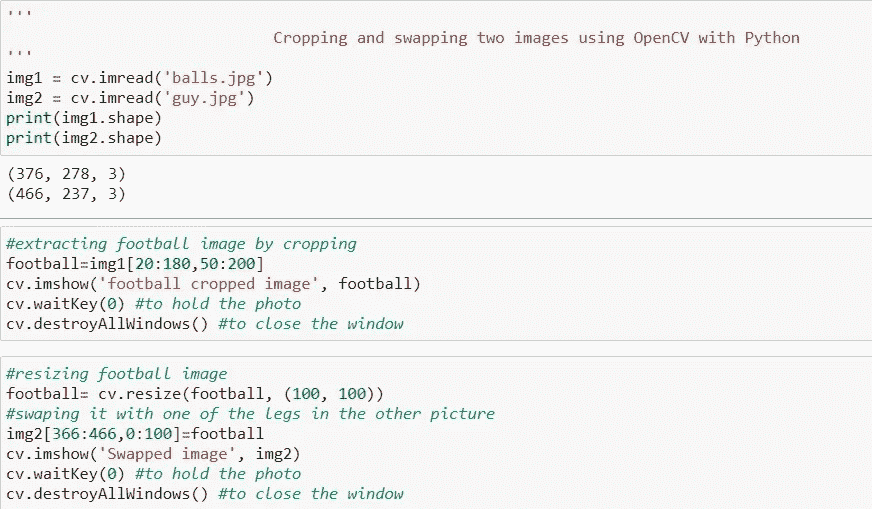 '''
Cropping and swapping two images using OpenCV with Python
'''
img1 = cv.imread('balls.jpg')
img2 = cv.imread('guy.jpg')
print(img1.shape)
print(img2.shape)
(376, 278, 3)
(466, 237, 3)
#extracting football image by cropping
football=img1[20:180,50:200]
cv.imshow('football cropped image', football)
cv.waitKey(0) #to hold the photo
cv.destroyAllWindows() #to close the window
#resizing football image
football= cv.resize(football, (100, 100))
#swaping it with one of the legs in the other picture
img2[366:466,0:100]=football
cv.imshow('Swapped image', img2)
cv.waitKey(0) #to hold the photo
cv.destroyAllWindows() #to close the window